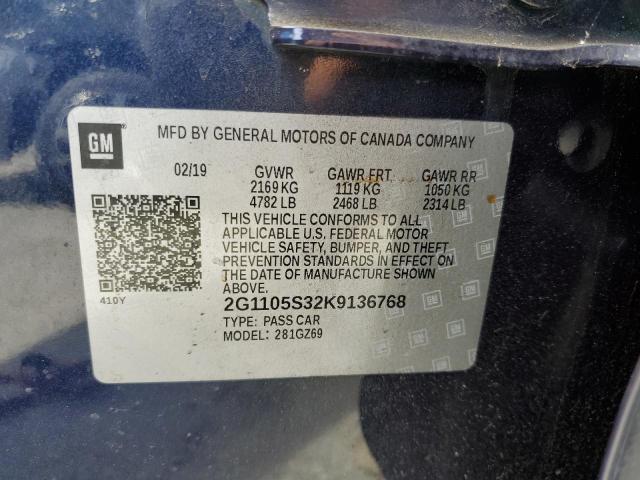 GM
MFD BY GENERAL MOTORS OF CANADA COMPANY
02/19 GVWR GAWR FRT GAWR RR
2169 KG 1119 KG 1050 KG
4782 LB 2468 LB 2314 LB
THIS VEHICLE CONFORMS TO ALL
APPLICABLE U.S. FEDERAL MOTOR
VEHICLE SAFETY, BUMPER, AND THEFT
PREVENTION STANDARDS IN EFFECT ON
THE DATE OF MANUFACTURE SHOWN
ABOVE.
410Y
2G1105S32K9136768
TYPE: PASS CAR
MODEL: 281GZ69